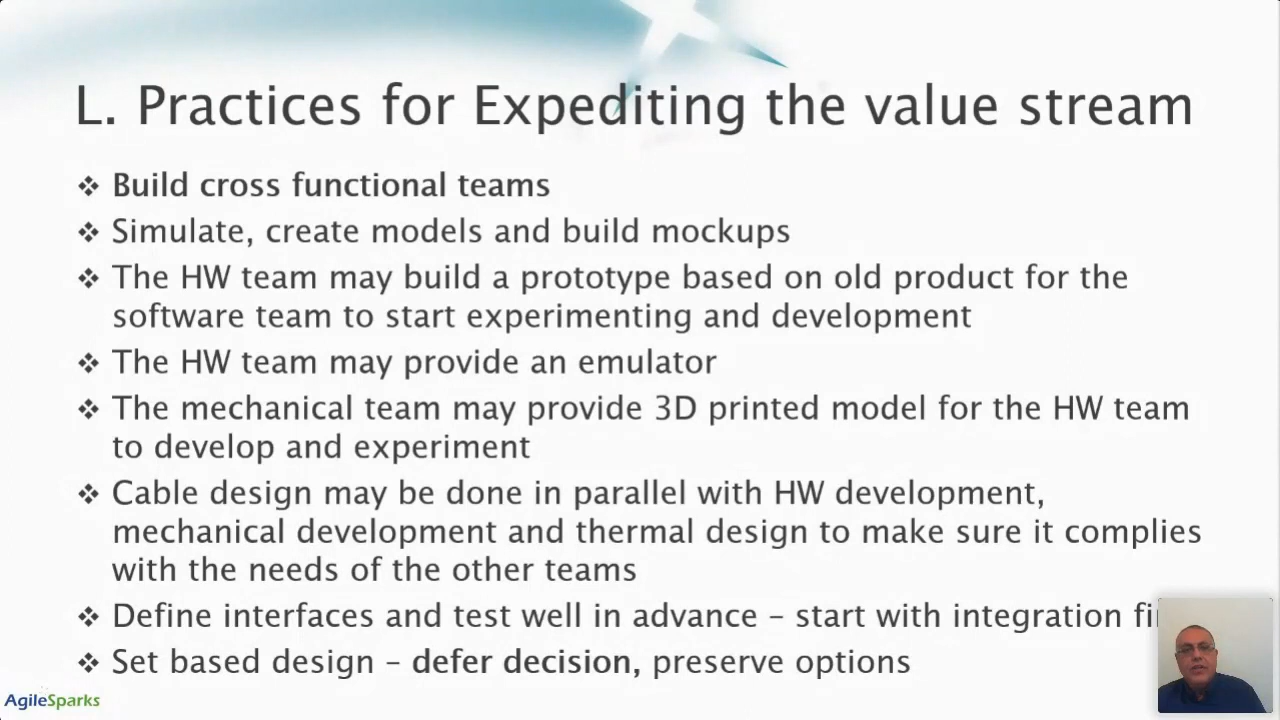 L. Practices for Expediting the value stream
❖ Build cross functional teams
❖ Simulate, create models and build mockups
❖ The HW team may build a prototype based on old product for the
software team to start experimenting and development
❖ The HW team may provide an emulator
❖ The mechanical team may provide 3D printed model for the HW team
to develop and experiment
❖ Cable design may be done in parallel with HW development,
mechanical development and thermal design to make sure it complies
with the needs of the other teams
❖ Define interfaces and test well in advance – start with integration
❖ Set based design – defer decision, preserve options
AgileSparks